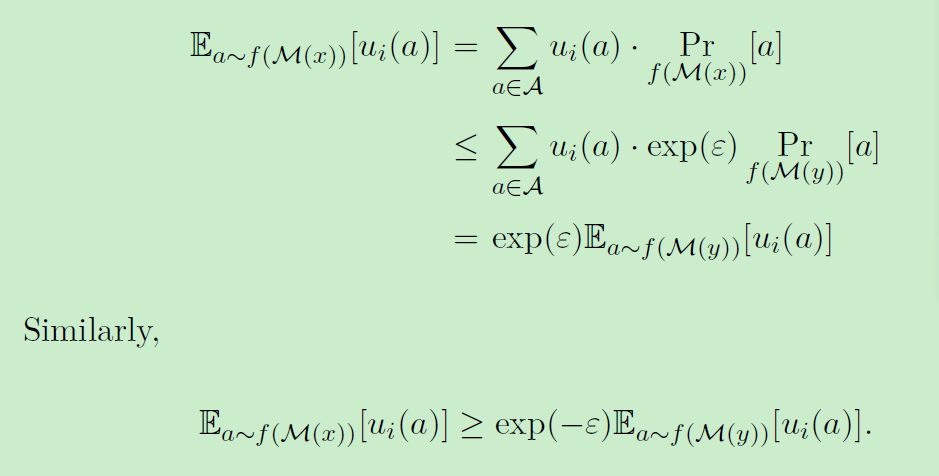 𝔼_{a∼f(ℳ(x))}[u_i(a)] = ∑_{a∈𝒜} u_i(a) · Pr_{f(ℳ(x))}[a]
≤ ∑_{a∈𝒜} u_i(a) · exp(ε) Pr_{f(ℳ(y))}[a]
= exp(ε)𝔼_{a∼f(ℳ(y))}[u_i(a)]
Similarly,
𝔼_{a∼f(ℳ(x))}[u_i(a)] ≥ exp(−ε)𝔼_{a∼f(ℳ(y))}[u_i(a)].